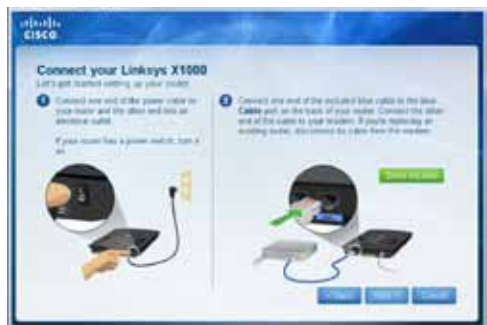 CISCO
Connect your Linksys X1000
Let's get started setting up your router.
1 Connect one end of the power cable to
your router and the other end into an
electrical outlet.
If your router has a power switch, turn it
on.
2 Connect one end of the included blue cable to the blue
Cable port on the back of your router. Connect the other
end of the cable to your modem. If you're replacing an
existing router, disconnect its cable from the modem.
Cancel